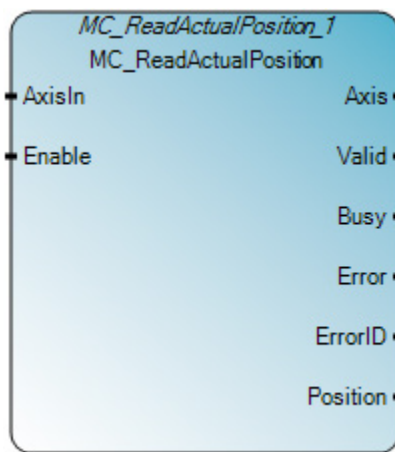 MC_ReadActualPosition_1
MC_ReadActualPosition
AxisIn
Axis
Enable
Valid
Busy
Error
ErrorID
Position